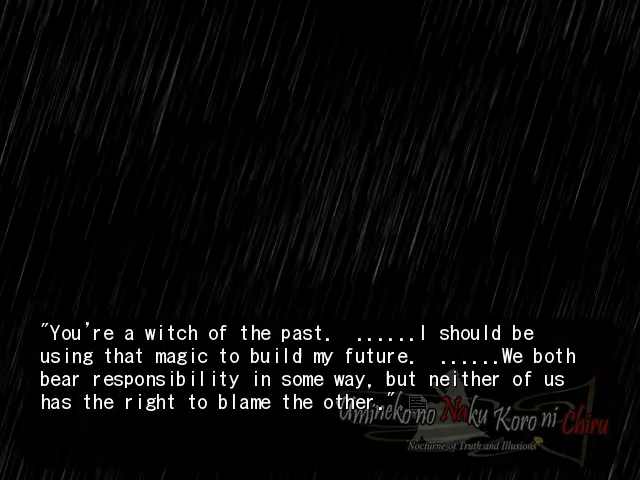 "You're a witch of the past.  ......I should be
using that magic to build my future.  ......We both
bear responsibility in some way, but neither of us
has the right to blame the other."
Umineko no Naku Koro ni Chiru
Nocturne of Truth and Illusions